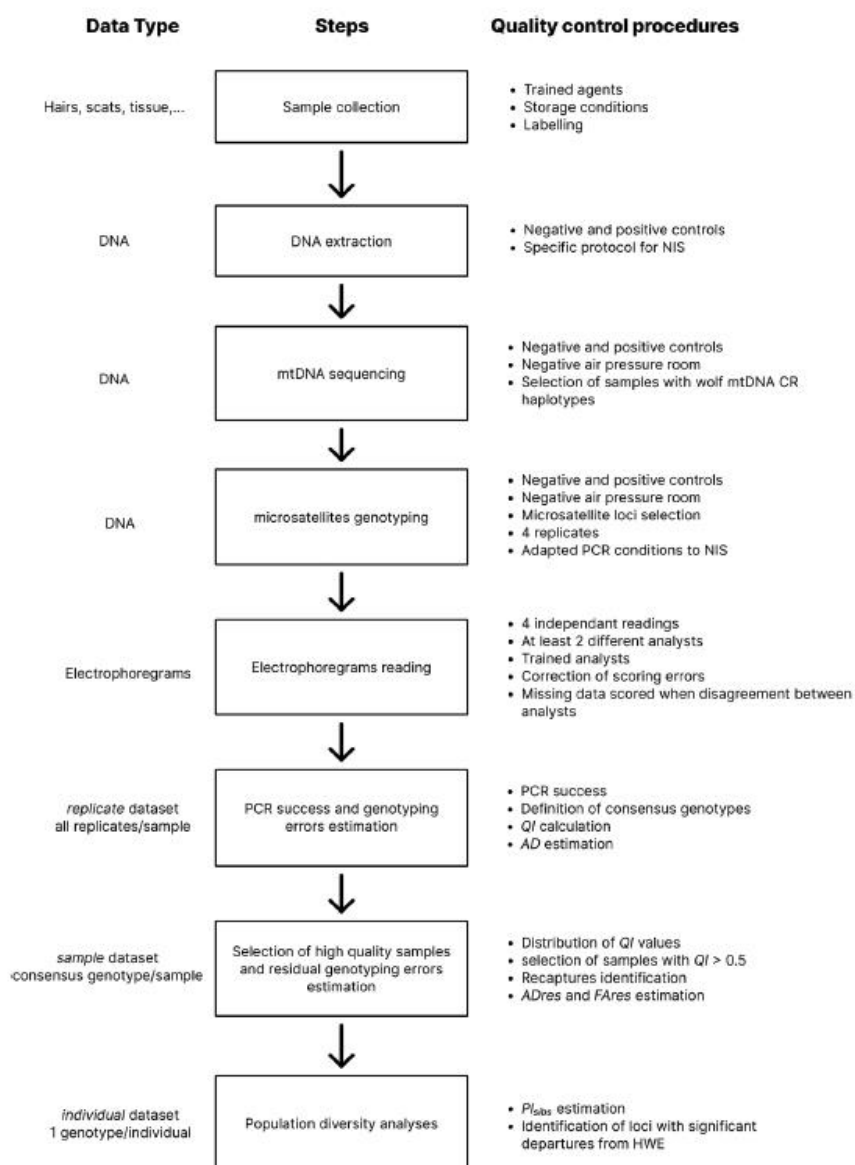 Data Type
Steps
Quality control procedures
Hairs, scats, tissue,...
Sample collection
• Trained agents
• Storage conditions
• Labelling
DNA
DNA extraction
• Negative and positive controls
• Specific protocol for NIS
DNA
mtDNA sequencing
• Negative and positive controls
• Negative air pressure room
• Selection of samples with wolf mtDNA CR
haplotypes
DNA
microsatellites genotyping
• Negative and positive controls
• Negative air pressure room
• Microsatellite loci selection
• 4 replicates
• Adapted PCR conditions to NIS
Electrophoregrams
Electrophoregrams reading
• 4 independant readings
• At least 2 different analysts
• Trained analysts
• Correction of scoring errors
• Missing data scored when disagreement between
analysts
replicate dataset
all replicates/sample
PCR success and genotyping
errors estimation
• PCR success
• Definition of consensus genotypes
• QI calculation
• AD estimation
sample dataset
consensus genotype/sample
Selection of high quality samples
and residual genotyping errors
estimation
• Distribution of QI values
• selection of samples with QI > 0.5
• Recaptures identification
• ADres and FAres estimation
individual dataset
1 genotype/individual
Population diversity analyses
• PIsibs estimation
• Identification of loci with significant
departures from HWE